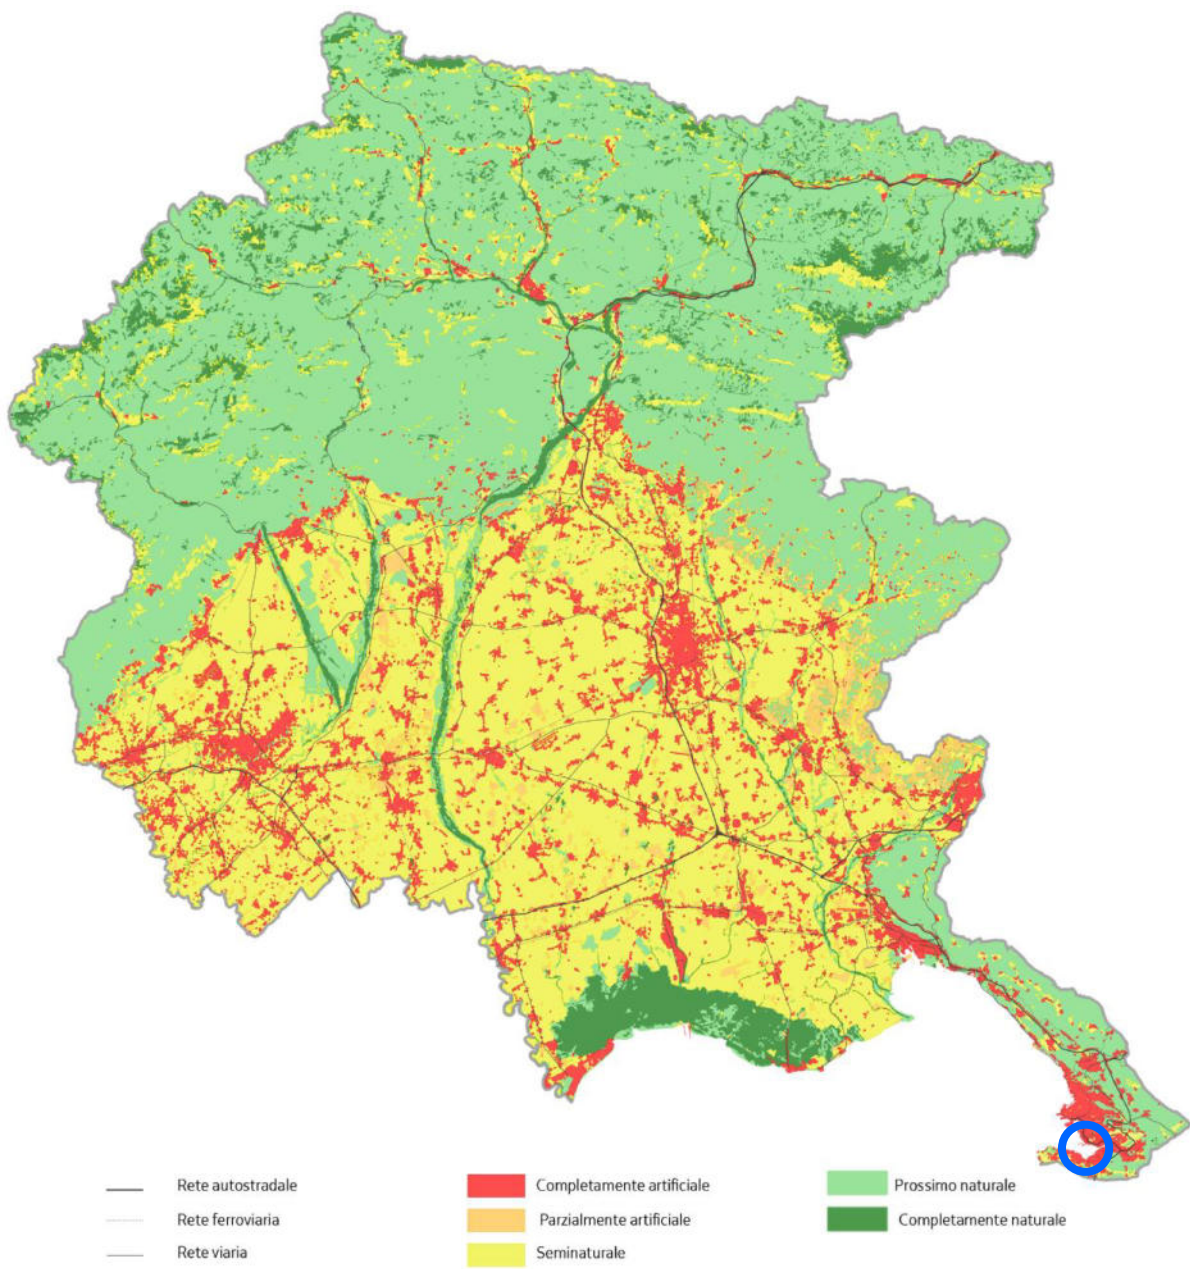 Rete autostradale
Rete ferroviaria
Rete viaria
Completamente artificiale
Parzialmente artificiale
Seminaturale
Prossimo naturale
Completamente naturale